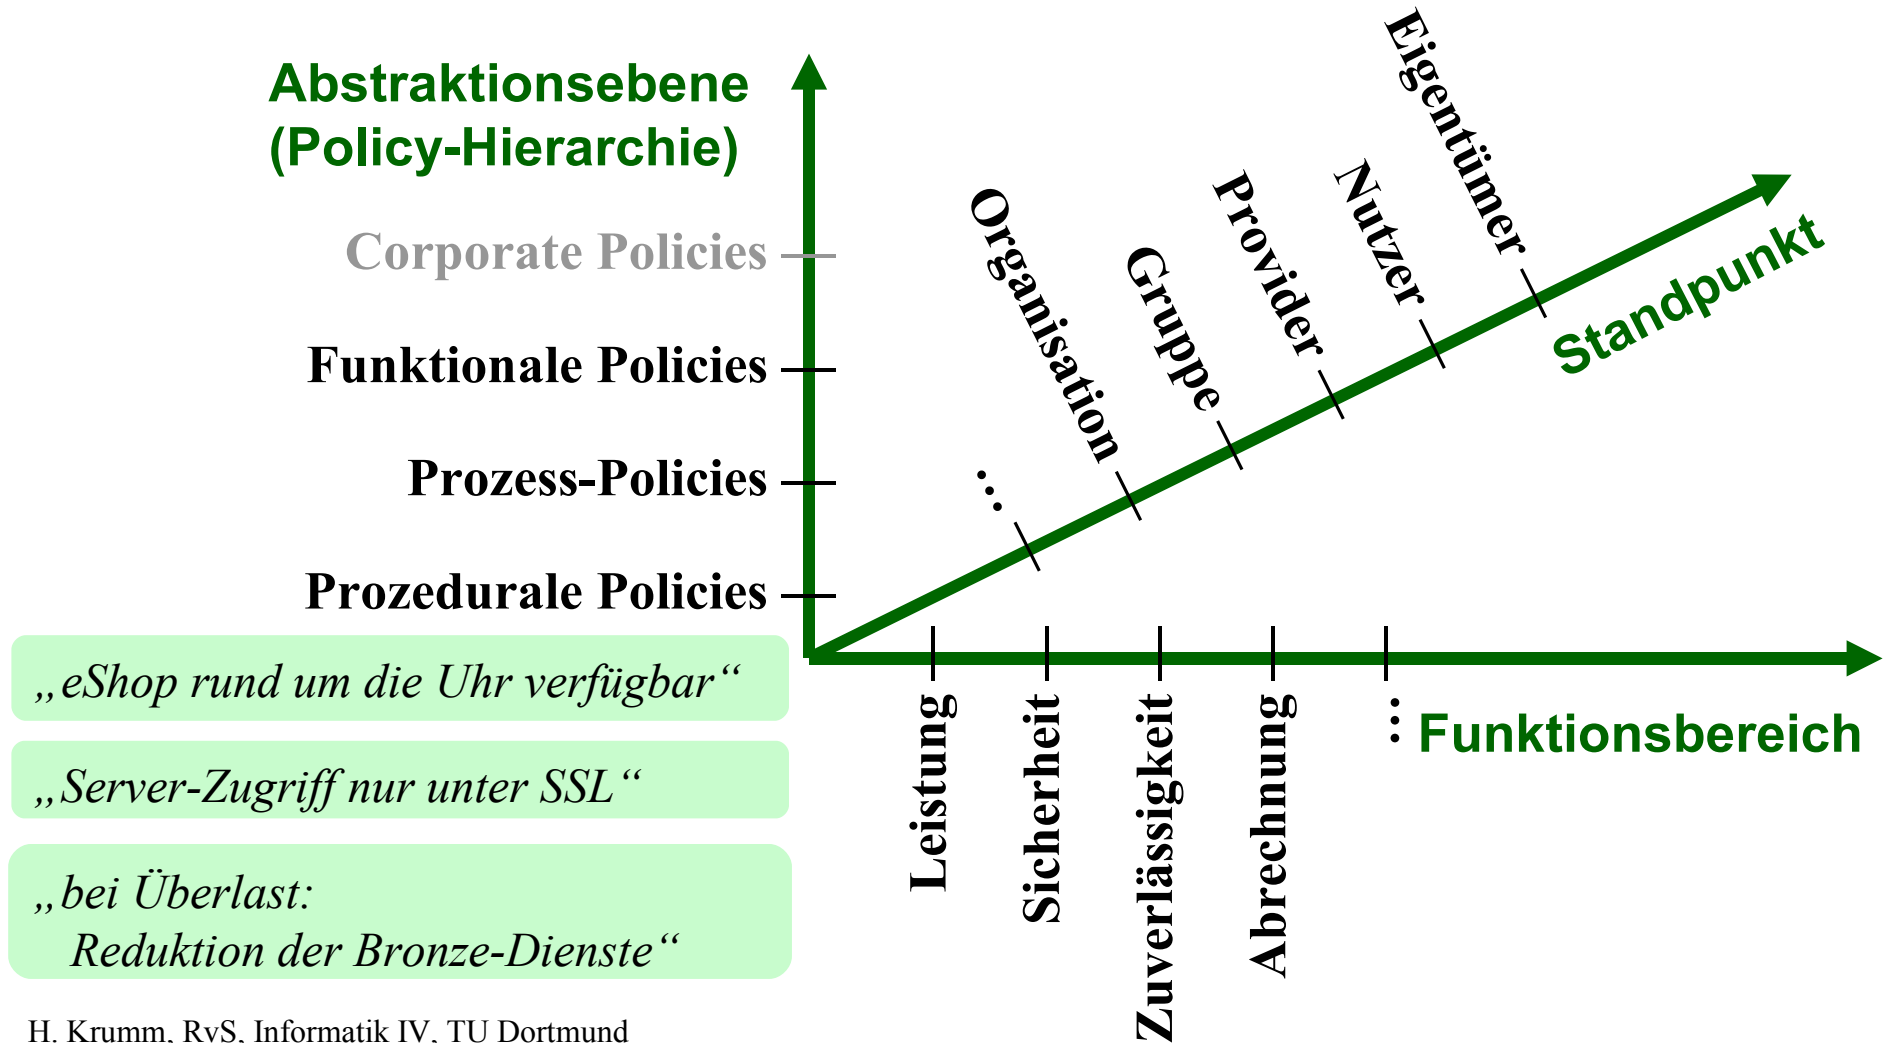 Abstraktionsebene
(Policy-Hierarchie)
Corporate Policies
Funktionale Policies
Prozess-Policies
Prozedurale Policies
...
Organisation
Gruppe
Provider
Nutzer
Eigentümer
Standpunkt
Leistung
Sicherheit
Zuverlässigkeit
Abrechnung
...
Funktionsbereich
„eShop rund um die Uhr verfügbar“
„Server-Zugriff nur unter SSL“
„bei Überlast:
Reduktion der Bronze-Dienste“
H. Krumm, RvS, Informatik IV, TU Dortmund